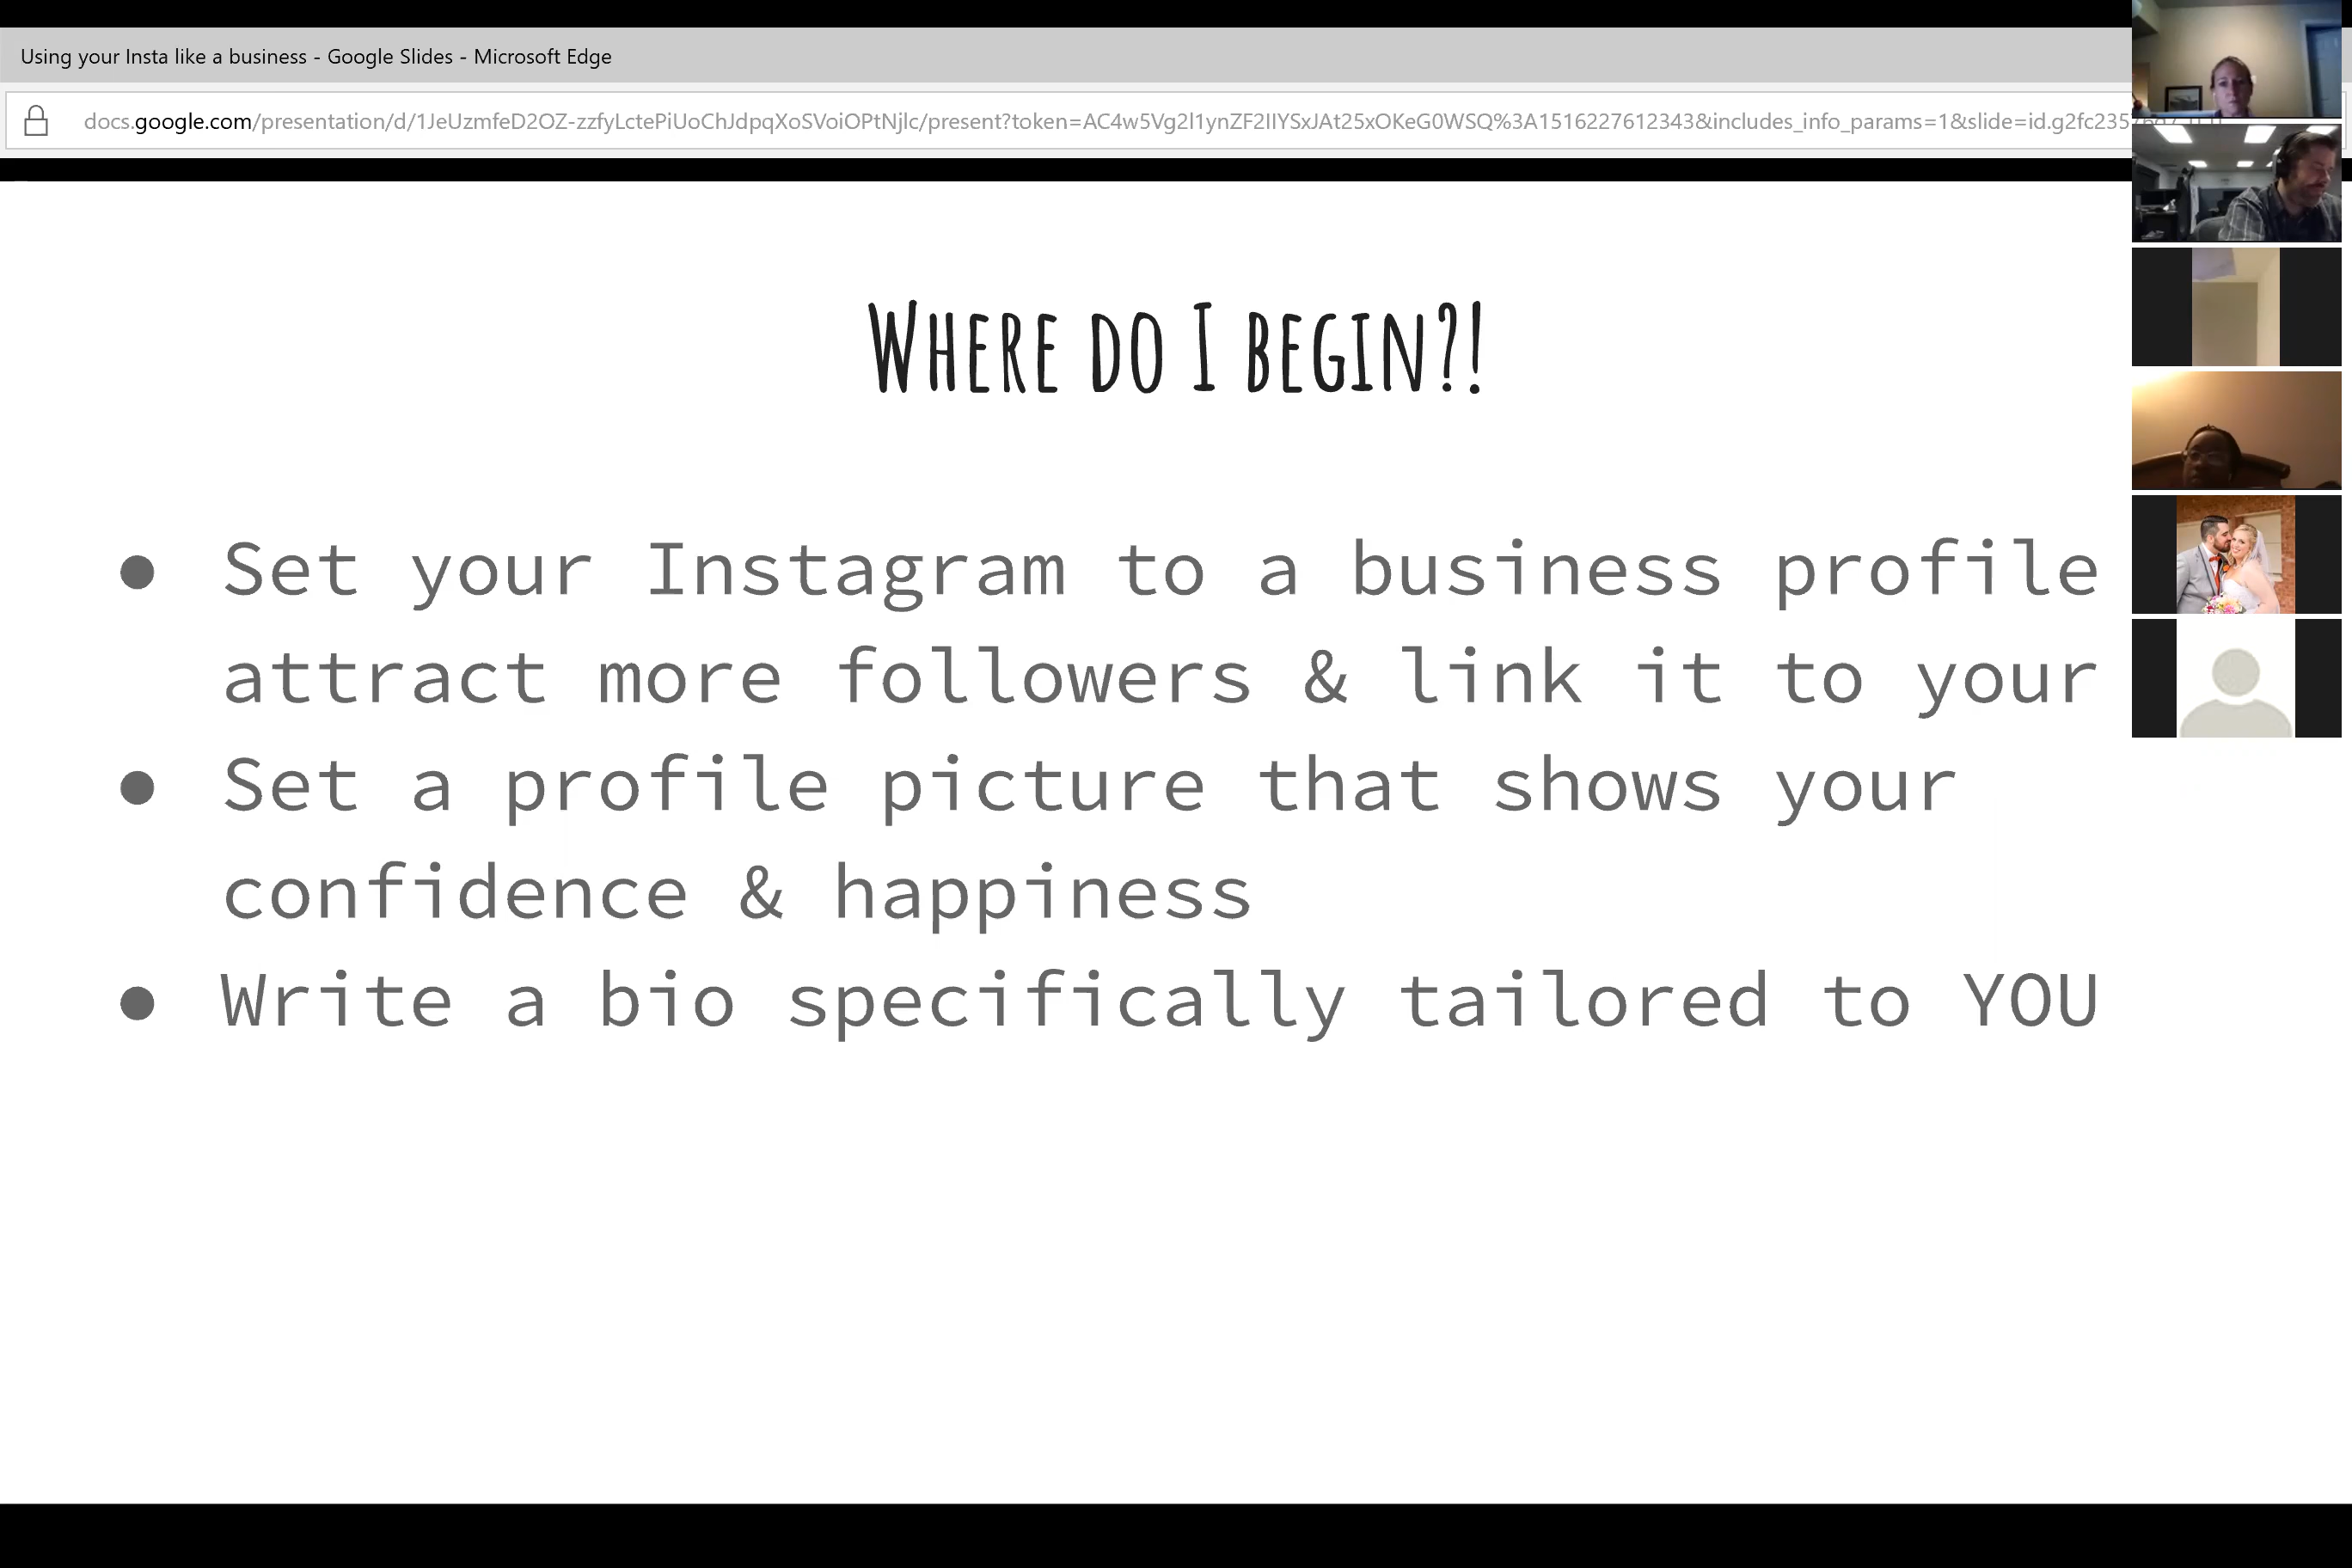 Using your Insta like a business - Google Slides - Microsoft Edge
docs.google.com/presentation/d/1JeUzmfeD2OZ-zzfyLctePiUoChJdpqXoSVoiOPtNjlc/present?token=AC4w5Vg2l1ynZF2IIYSxJAt25xOKeG0WSQ%3A1516227612343&includes_info_params=1&slide=id.g2fc235
Where do I begin?!
● Set your Instagram to a business profile
attract more followers & link it to your
● Set a profile picture that shows your
confidence & happiness
● Write a bio specifically tailored to YOU